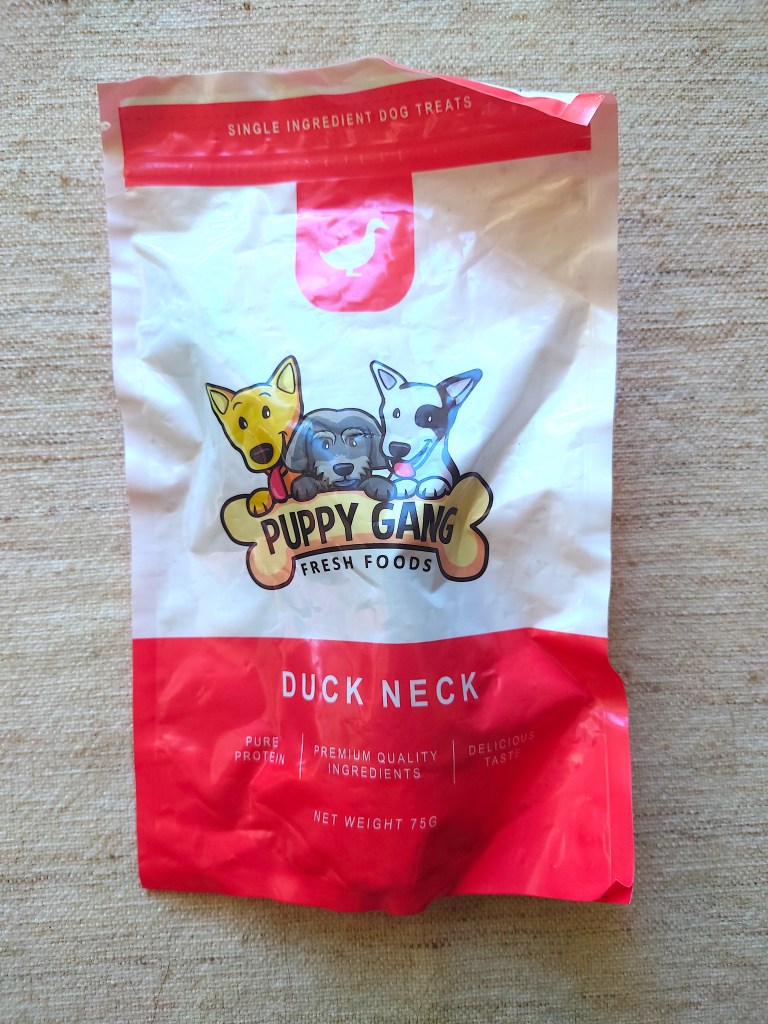 SINGLE INGREDIENT DOG TREATS
PUPPY GANG
FRESH FOODS
DUCK NECK
PURE
PROTEIN
PREMIUM QUALITY
INGREDIENTS
DELICIOUS
TASTE
NET WEIGHT 75G